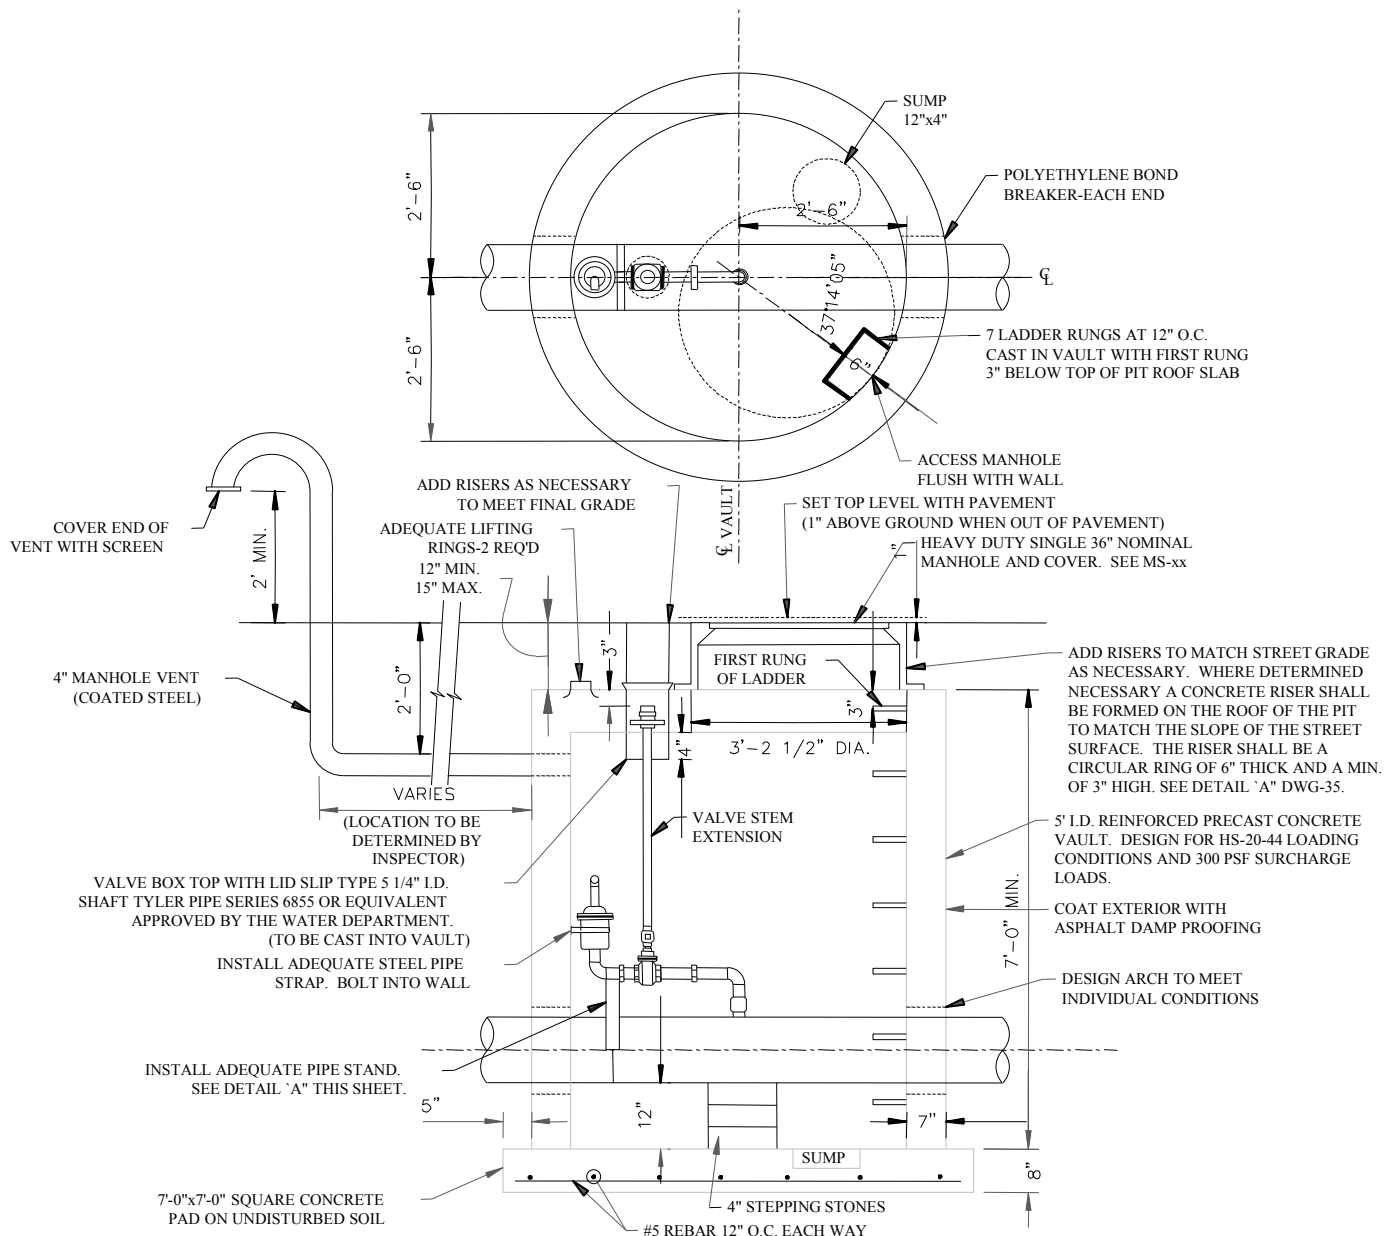 SUMP
12"x4"
POLYETHYLENE BOND
BREAKER-EACH END
2'-6"
2'-6"
2'-6"
℄
37°14'05"
6"
7 LADDER RUNGS AT 12" O.C.
CAST IN VAULT WITH FIRST RUNG
3" BELOW TOP OF PIT ROOF SLAB
ACCESS MANHOLE
FLUSH WITH WALL
ADD RISERS AS NECESSARY
TO MEET FINAL GRADE
℄ VAULT
SET TOP LEVEL WITH PAVEMENT
(1" ABOVE GROUND WHEN OUT OF PAVEMENT)
COVER END OF
VENT WITH SCREEN
2' MIN.
ADEQUATE LIFTING
RINGS-2 REQ'D
12" MIN.
15" MAX.
1"
HEAVY DUTY SINGLE 36" NOMINAL
MANHOLE AND COVER. SEE MS-xx
4" MANHOLE VENT
(COATED STEEL)
2'-0"
3"
FIRST RUNG
OF LADDER
3"
4"
3'-2 1/2" DIA.
ADD RISERS TO MATCH STREET GRADE
AS NECESSARY. WHERE DETERMINED
NECESSARY A CONCRETE RISER SHALL
BE FORMED ON THE ROOF OF THE PIT
TO MATCH THE SLOPE OF THE STREET
SURFACE. THE RISER SHALL BE A
CIRCULAR RING OF 6" THICK AND A MIN.
OF 3" HIGH. SEE DETAIL `A" DWG-35.
VARIES
(LOCATION TO BE
DETERMINED BY
INSPECTOR)
VALVE STEM
EXTENSION
5' I.D. REINFORCED PRECAST CONCRETE
VAULT. DESIGN FOR HS-20-44 LOADING
CONDITIONS AND 300 PSF SURCHARGE
LOADS.
VALVE BOX TOP WITH LID SLIP TYPE 5 1/4" I.D.
SHAFT TYLER PIPE SERIES 6855 OR EQUIVALENT
APPROVED BY THE WATER DEPARTMENT.
(TO BE CAST INTO VAULT)
7'-0" MIN.
COAT EXTERIOR WITH
ASPHALT DAMP PROOFING
INSTALL ADEQUATE STEEL PIPE
STRAP. BOLT INTO WALL
DESIGN ARCH TO MEET
INDIVIDUAL CONDITIONS
INSTALL ADEQUATE PIPE STAND.
SEE DETAIL `A" THIS SHEET.
5"
12"
7"
SUMP
8"
7'-0"x7'-0" SQUARE CONCRETE
PAD ON UNDISTURBED SOIL
4" STEPPING STONES
#5 REBAR 12" O.C. EACH WAY